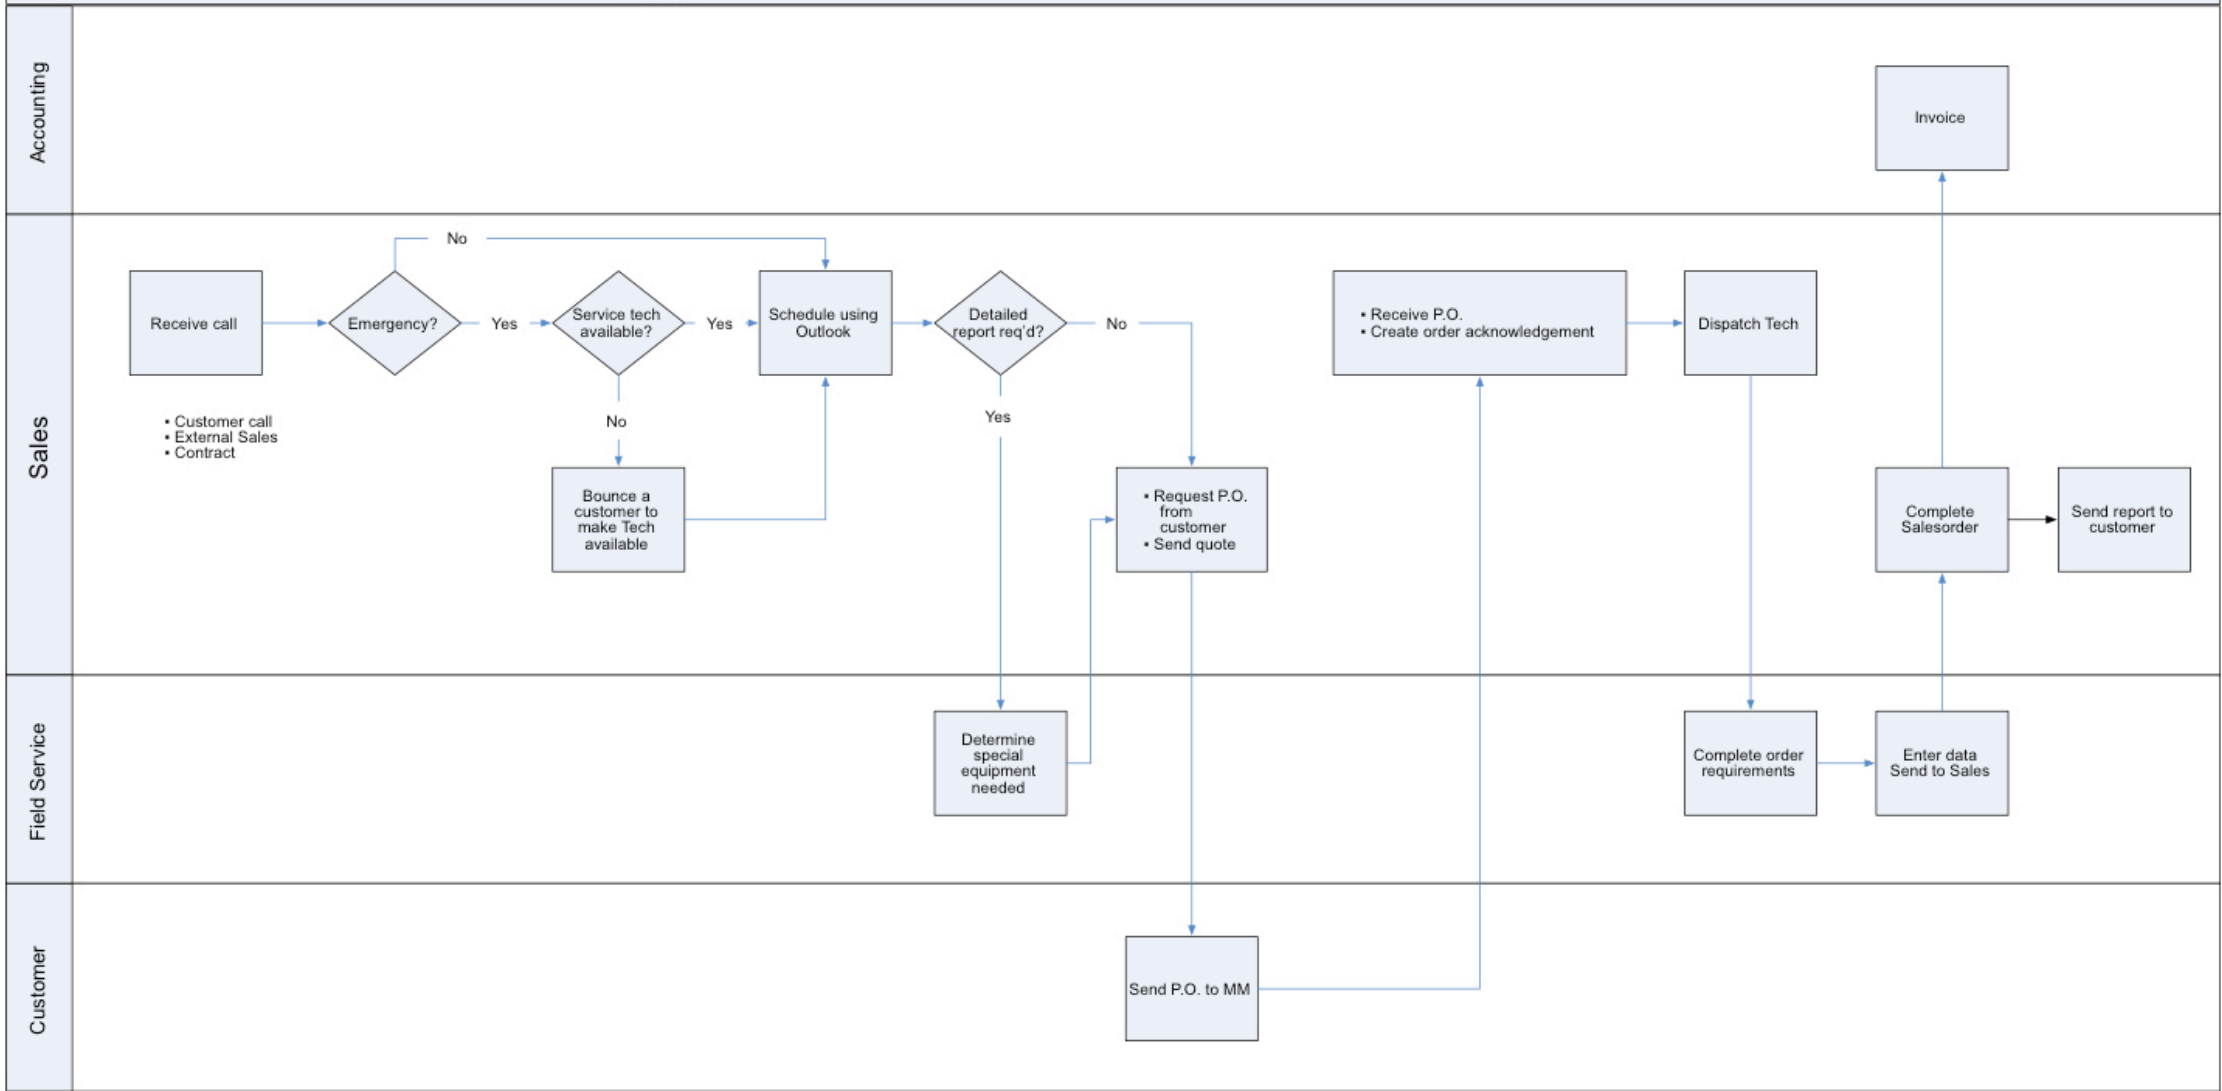 Accounting
Invoice
Sales
No
Receive call
Emergency?
Yes
Service tech
available?
Yes
Schedule using
Outlook
Detailed
report req'd?
No
▪ Receive P.O.
▪ Create order acknowledgement
Dispatch Tech
▪ Customer call
▪ External Sales
▪ Contract
No
Yes
Bounce a
customer to
make Tech
available
▪ Request P.O.
from
customer
▪ Send quote
Complete
Salesorder
Send report to
customer
Field Service
Determine
special
equipment
needed
Complete order
requirements
Enter data
Send to Sales
Customer
Send P.O. to MM